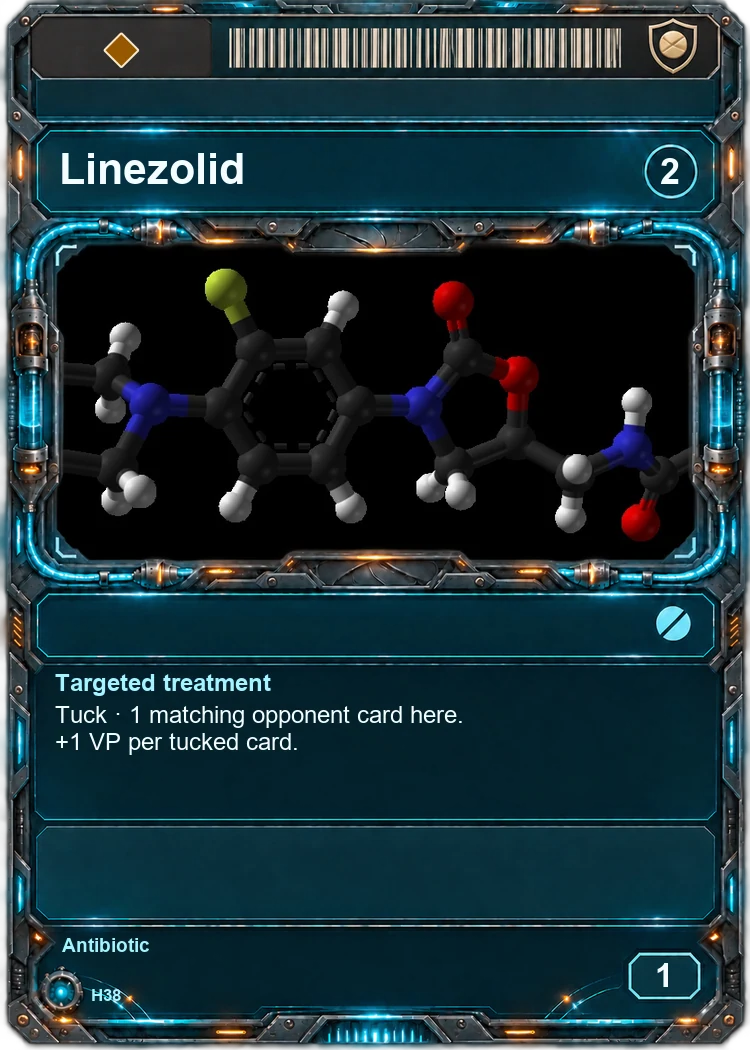 Linezolid
2
Targeted treatment
Tuck · 1 matching opponent card here.
+1 VP per tucked card.
Antibiotic
H38
1